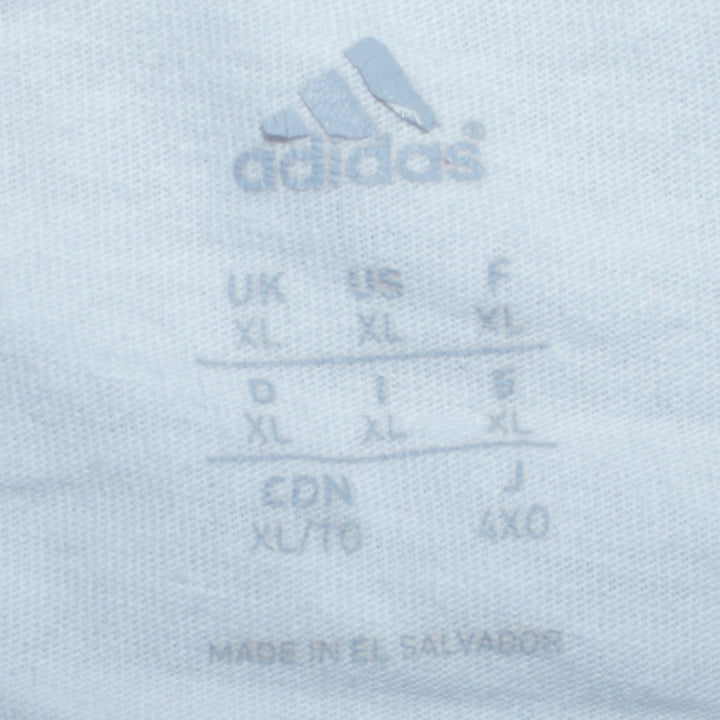 adidas®
UK US F
XL XL XL
D I S
XL XL XL
CDN J
XL/TG 4XO
MADE IN EL SALVADOR